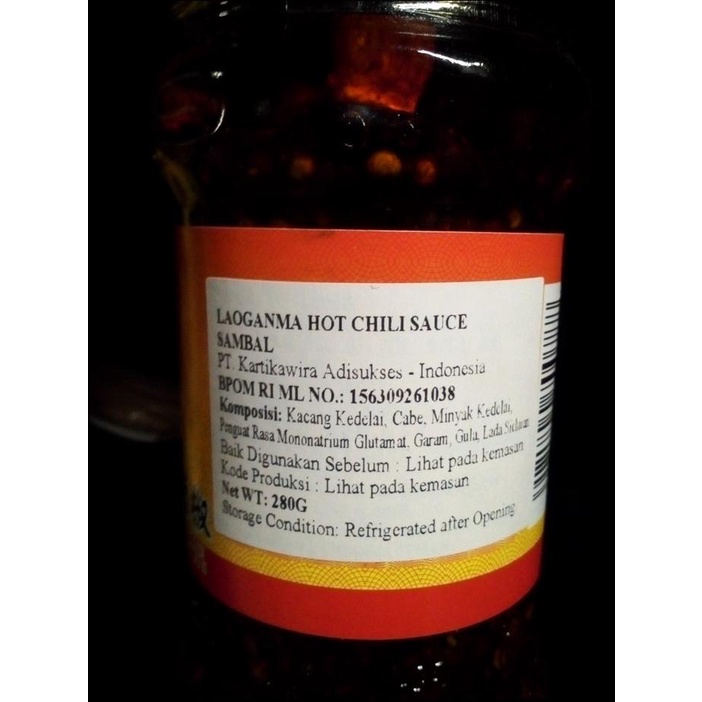 LAOGANMA HOT CHILI SAUCE
SAMBAL
PT. Kartikawira Adisukses - Indonesia
BPOM RI ML NO.: 156309261038
Komposisi: Kacang Kedelai, Cabe, Minyak Kedelai,
Penguat Rasa Mononatrium Glutamat, Garam, Gula, Lada Sichuan
Baik Digunakan Sebelum : Lihat pada kemasan
Kode Produksi : Lihat pada kemasan
Net WT: 280G
Storage Condition: Refrigerated after Opening